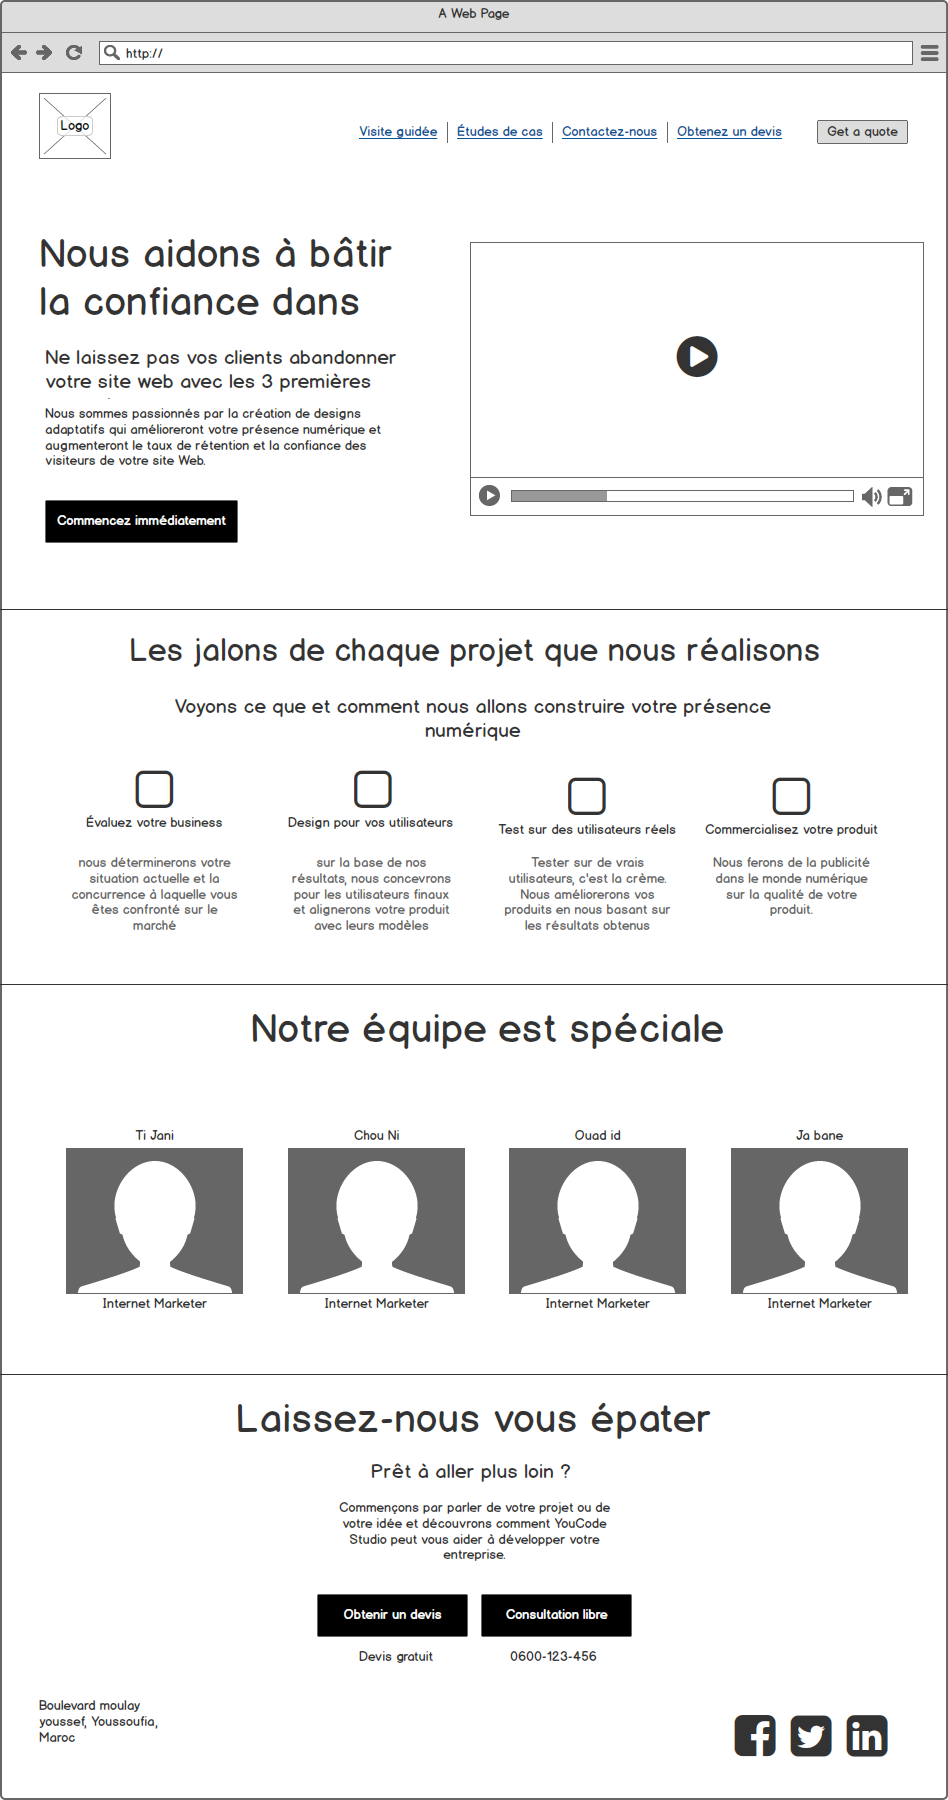 A Web Page
http://
Logo
Visite guidée
Études de cas
Contactez-nous
Obtenez un devis
Get a quote
Nous aidons à bâtir
la confiance dans
Ne laissez pas vos clients abandonner
votre site web avec les 3 premières
Nous sommes passionnés par la création de designs
adaptatifs qui amélioreront votre présence numérique et
augmenteront le taux de rétention et la confiance des
visiteurs de votre site Web.
Commencez immédiatement
Les jalons de chaque projet que nous réalisons
Voyons ce que et comment nous allons construire votre présence
numérique
Évaluez votre business
nous déterminerons votre
situation actuelle et la
concurrence à laquelle vous
êtes confronté sur le
marché
Design pour vos utilisateurs
sur la base de nos
résultats, nous concevrons
pour les utilisateurs finaux
et alignerons votre produit
avec leurs modèles
Test sur des utilisateurs réels
Tester sur de vrais
utilisateurs, c'est la crème.
Nous améliorerons vos
produits en nous basant sur
les résultats obtenus
Commercialisez votre produit
Nous ferons de la publicité
dans le monde numérique
sur la qualité de votre
produit.
Notre équipe est spéciale
Ti Jani
Internet Marketer
Chou Ni
Internet Marketer
Ouad id
Internet Marketer
Ja bane
Internet Marketer
Laissez-nous vous épater
Prêt à aller plus loin ?
Commençons par parler de votre projet ou de
votre idée et découvrons comment YouCode
Studio peut vous aider à développer votre
entreprise.
Obtenir un devis
Devis gratuit
Consultation libre
0600-123-456
Boulevard moulay
youssef, Youssoufia,
Maroc